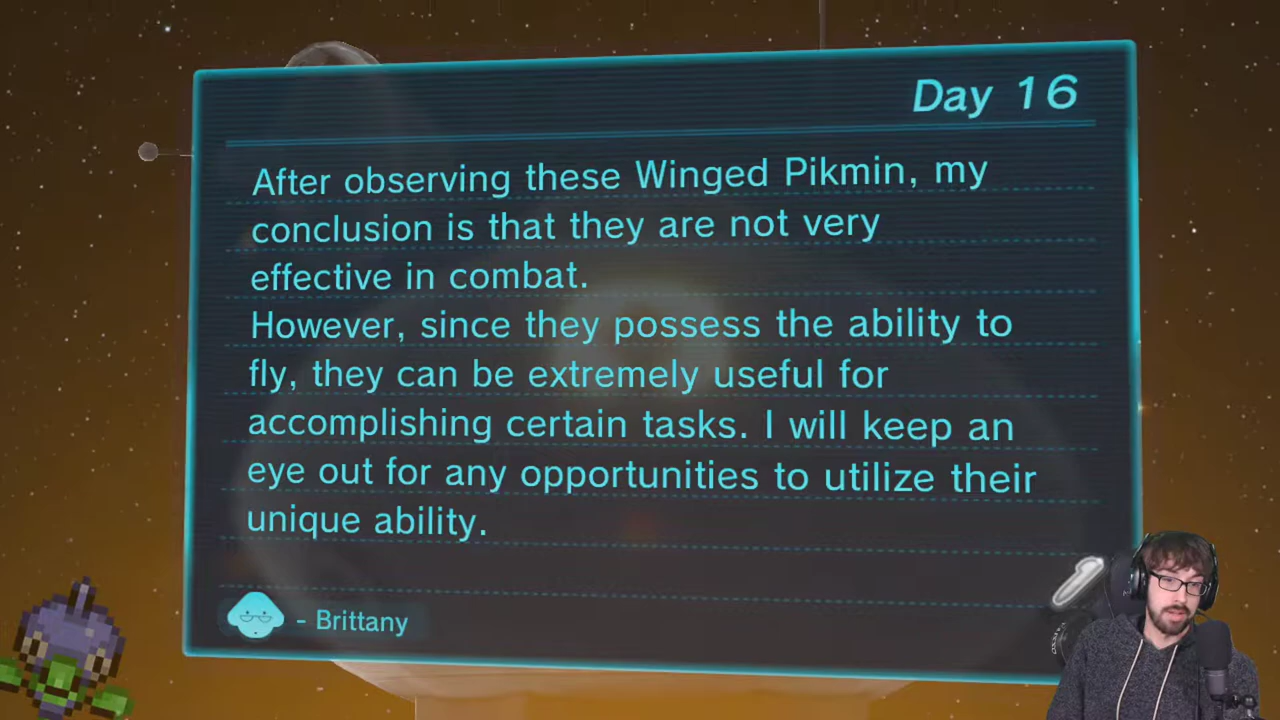 Day 16
After observing these Winged Pikmin, my
conclusion is that they are not very
effective in combat.
However, since they possess the ability to
fly, they can be extremely useful for
accomplishing certain tasks. I will keep an
eye out for any opportunities to utilize their
unique ability.
- Brittany